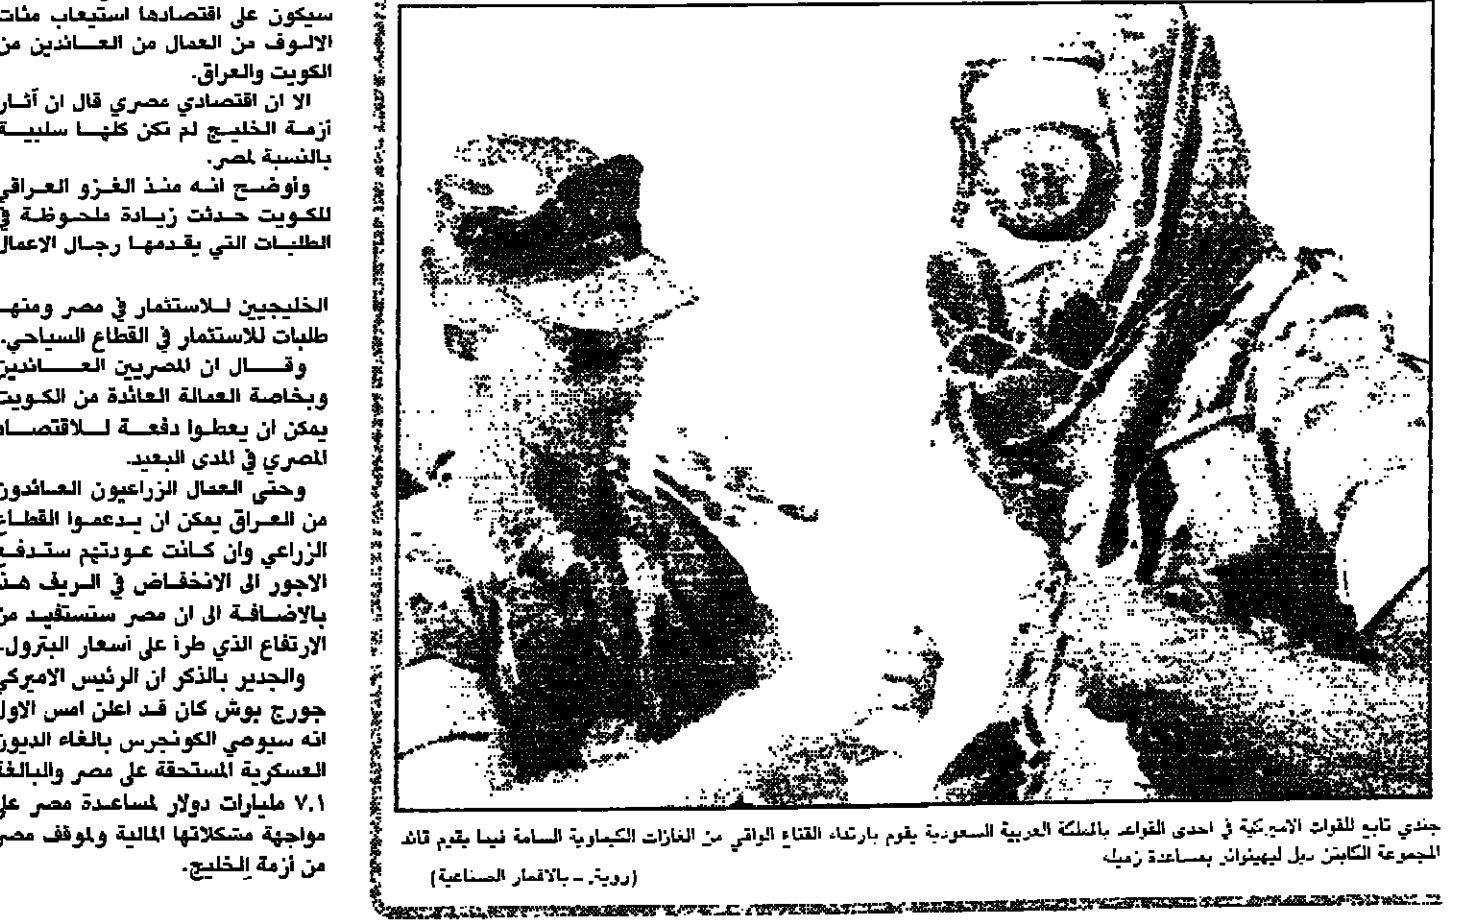 سيكون على اقتصادها استيعاب مئات
الالوف من العمال من العائدين من
الكويت والعراق.
الا ان اقتصادي مصري قال ان آثار
أزمة الخليج لم تكن كلها سلبية
بالنسبة لمصر.
وأوضح انه منذ الغزو العراقي
للكويت حدثت زيادة ملحوظة في
الطلبات التي يقدمها رجال الاعمال
الخليجيين للاستثمار في مصر ومنها
طلبات للاستثمار في القطاع السياحي.
وقال ان المصريين العائدين
وبخاصة العمالة العائدة من الكويت
يمكن ان يعطوا دفعة للاقتصاد
المصري في المدى البعيد.
وحتى العمال الزراعيون العائدون
من العراق يمكن ان يدعموا القطاع
الزراعي وان كانت عودتهم ستدفع
الاجور الى الانخفاض في الريف هذا
بالاضافة الى ان مصر ستستفيد من
الارتفاع الذي طرا على اسعار البترول.
والجدير بالذكر ان الرئيس الاميركي
جورج بوش كان قد اعلن امس الاول
انه سيوصي الكونجرس بالغاء الديون
العسكرية المستحقة على مصر والبالغة
٧.١ مليارات دولار لمساعدة مصر على
مواجهة مشكلاتها المالية ولموقف مصر
من أزمة الخليج.
جندي تابع للقوات الاميركية في احدى القواعد بالمملكة العربية السعودية يقوم بارتداء القناع الواقي من الغازات الكيماوية السامة فيما يقوم قائد
المجموعة الكابتن بمساعدة زميله
(رويتر ــ بالاقمار الصناعية)